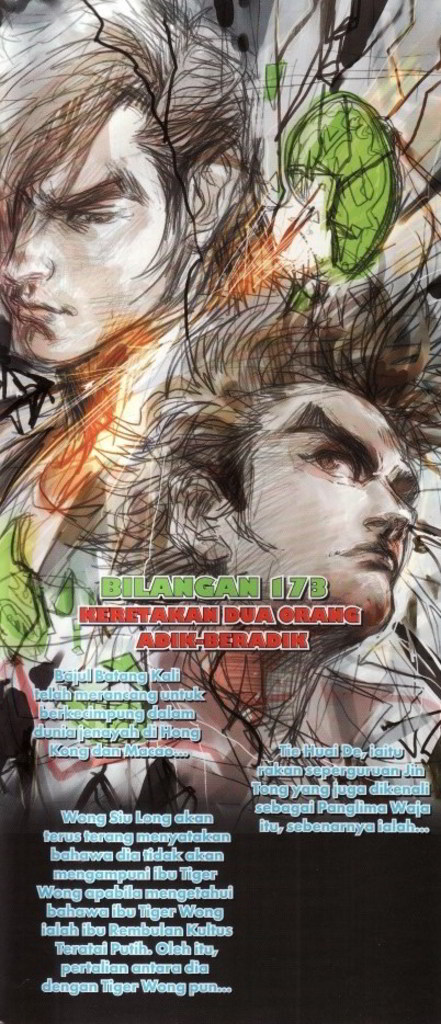 BILANGAN 173
KERETAKAN DUA ORANG
ADIK-BERADIK
Bajul Batang Kali
telah meransang untuk
berkecimpung dalam
dunia jenayah di Hong
Kong dan Macao...
Tie Huai De, iaitu
rakan seperguruan Jin
Tong yang juga dikenali
sebagai Panglima Waja
itu, sebenarnya ialah...
Wong Siu Long akan
terus terang menyatakan
bahawa dia tidak akan
mengampuni ibu Tiger
Wong apabila mengetahui
bahawa ibu Tiger Wong
ialah ibu Rembulan Kultus
Teratai Putih. Oleh itu,
pertalian antara dia
dengan Tiger Wong pun...